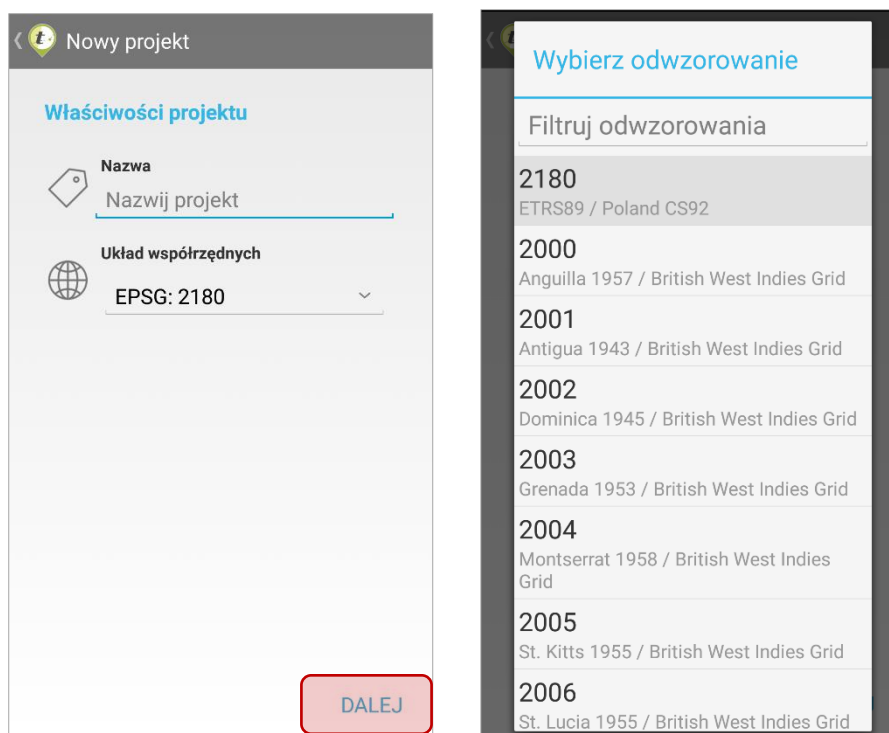 Nowy projekt
Właściwości projektu
Nazwa
Nazwij projekt
Układ współrzędnych
EPSG: 2180
DALEJ
Wybierz odwzorowanie
Filtruj odwzorowania
2180
ETRS89 / Poland CS92
2000
Anguilla 1957 / British West Indies Grid
2001
Antigua 1943 / British West Indies Grid
2002
Dominica 1945 / British West Indies Grid
2003
Grenada 1953 / British West Indies Grid
2004
Montserrat 1958 / British West Indies
Grid
2005
St. Kitts 1955 / British West Indies Grid
2006
St. Lucia 1955 / British West Indies Grid